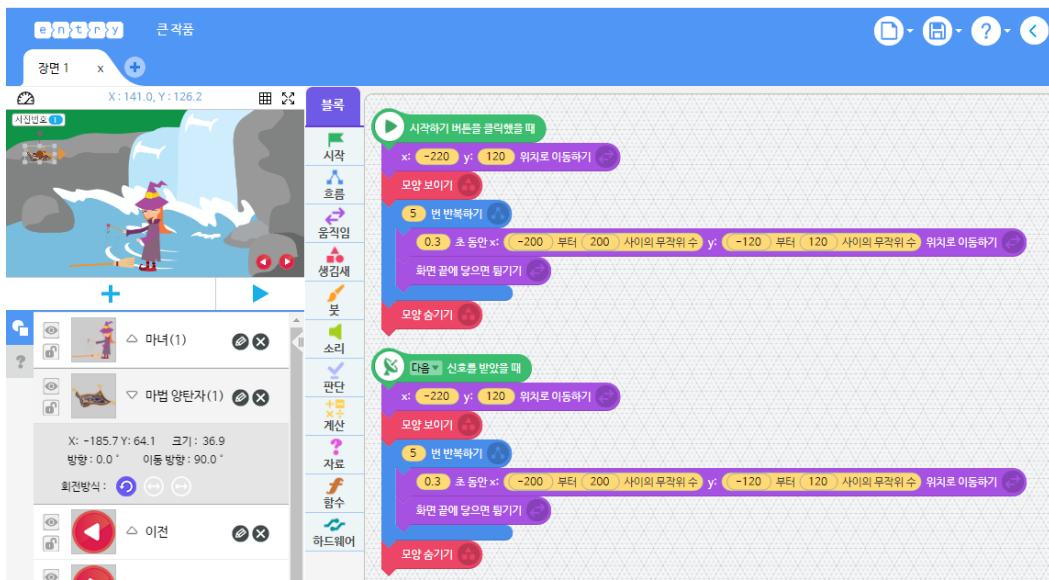 entry 큰 작품
장면 1 x
X : 141.0, Y : 126.2
사진번호 1
블록
시작
흐름
움직임
생김새
붓
소리
판단
계산
자료
함수
하드웨어
시작하기 버튼을 클릭했을 때
x: -220 y: 120 위치로 이동하기
모양 보이기
5 번 반복하기
0.3 초 동안 x: -200 부터 200 사이의 무작위 수 y: -120 부터 120 사이의 무작위 수 위치로 이동하기
화면 끝에 닿으면 튕기기
모양 숨기기
다음 신호를 받았을 때
x: -220 y: 120 위치로 이동하기
모양 보이기
5 번 반복하기
0.3 초 동안 x: -200 부터 200 사이의 무작위 수 y: -120 부터 120 사이의 무작위 수 위치로 이동하기
화면 끝에 닿으면 튕기기
모양 숨기기
마녀(1)
마법 양탄자(1)
X: -185.7 Y: 64.1 크기 : 36.9
방향 : 0.0˚ 이동 방향 : 90.0˚
회전방식 :
이전